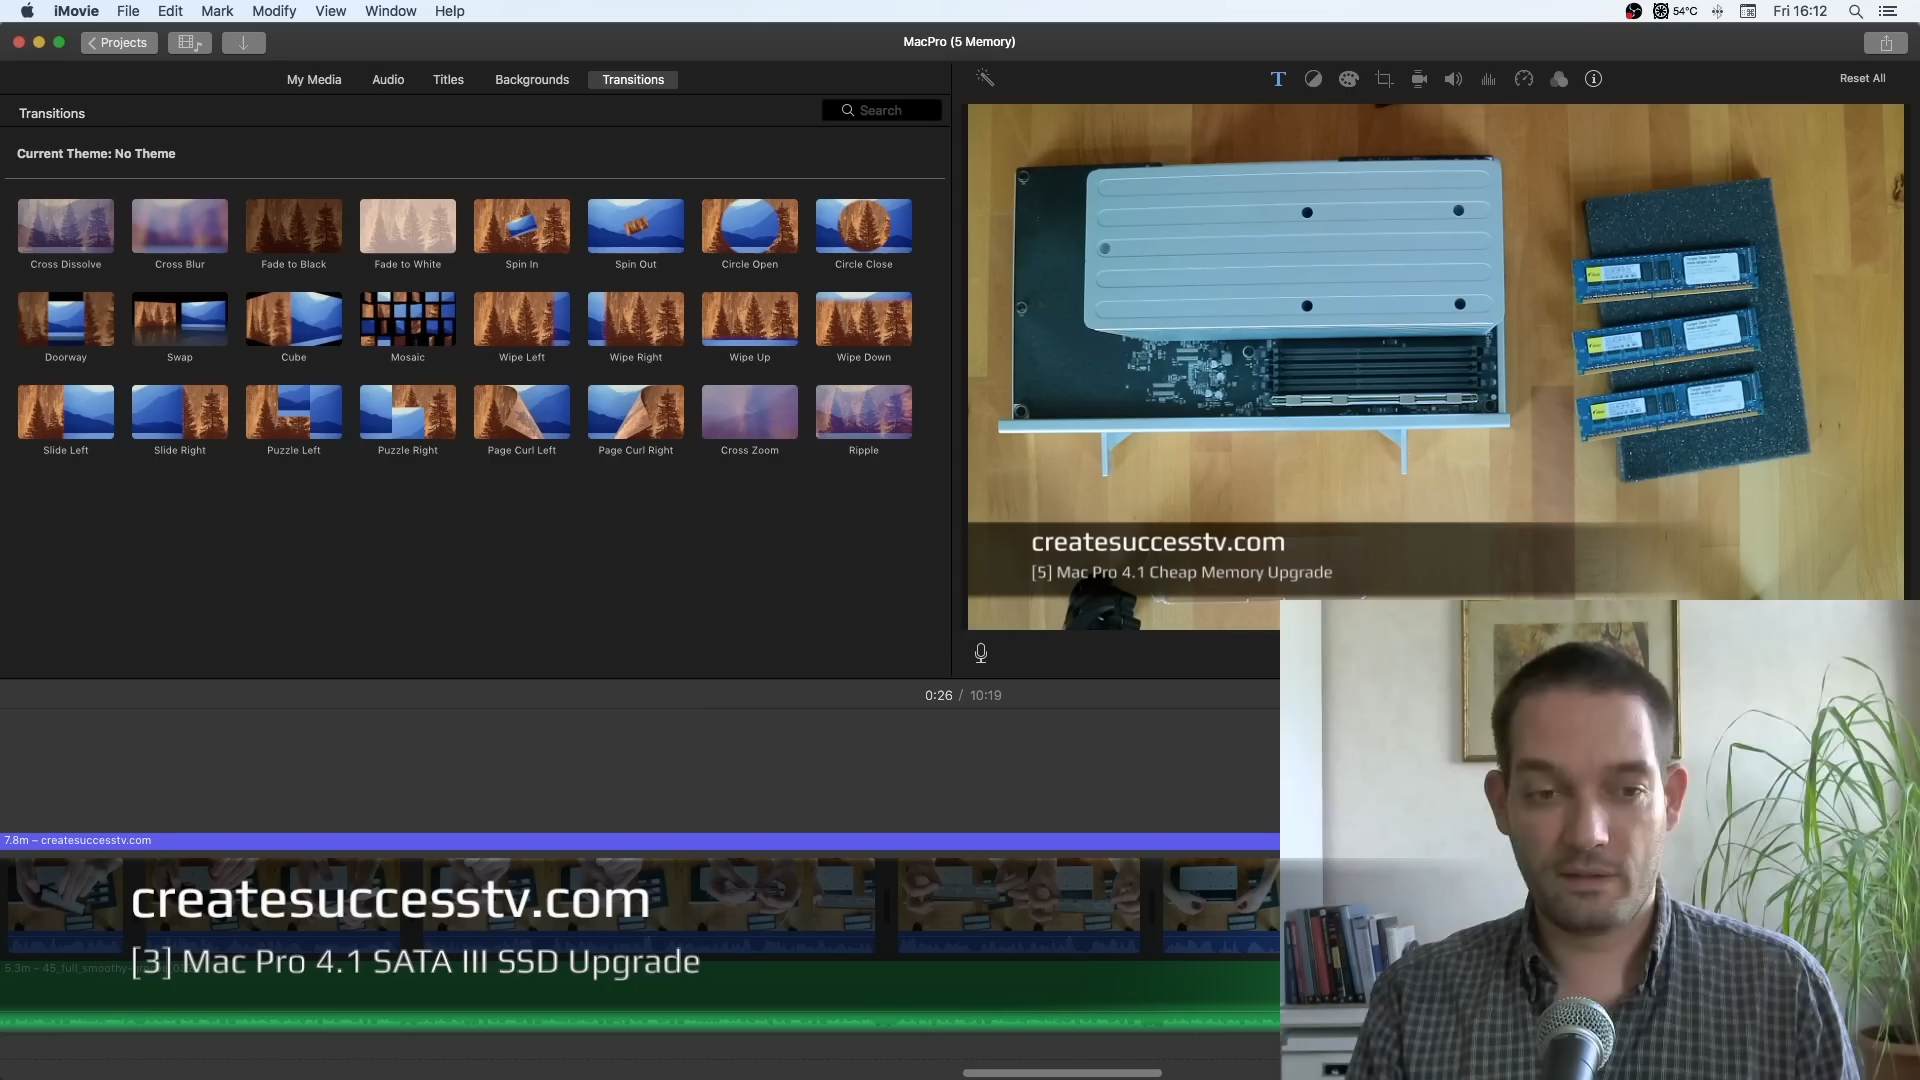 iMovie File Edit Mark Modify View Window Help
54°C
Fri 16:12
Projects
MacPro (5 Memory)
My Media Audio Titles Backgrounds Transitions
Reset All
Transitions
Search
Current Theme: No Theme
Cross Dissolve Cross Blur Fade to Black Fade to White Spin In Spin Out Circle Open Circle Close
Doorway Swap Cube Mosaic Wipe Left Wipe Right Wipe Up Wipe Down
Slide Left Slide Right Puzzle Left Puzzle Right Page Curl Left Page Curl Right Cross Zoom Ripple
createsuccesstv.com
[5] Mac Pro 4.1 Cheap Memory Upgrade
0:26 / 10:19
7.8m – createsuccesstv.com
createsuccesstv.com
[3] Mac Pro 4.1 SATA III SSD Upgrade
5.3m – 45_full_smoothy